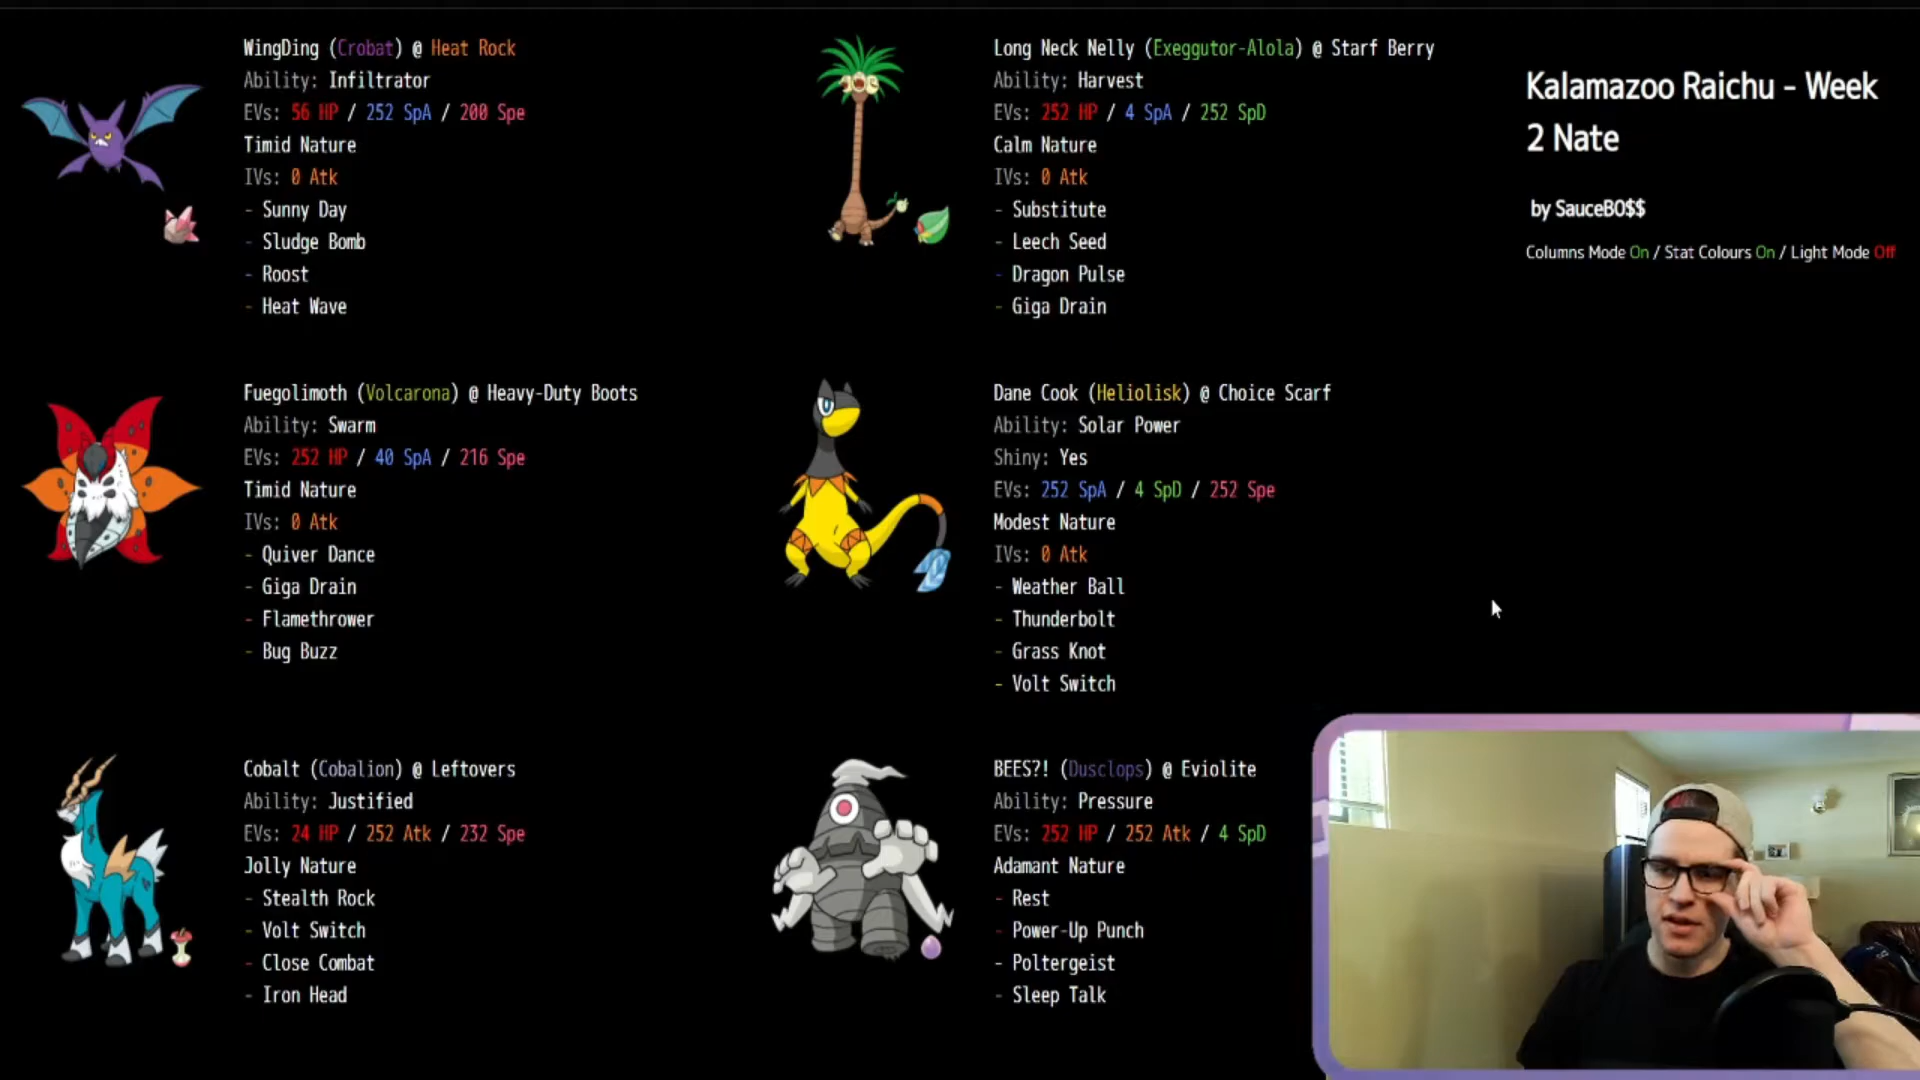 WingDing (Crobat) @ Heat Rock
Ability: Infiltrator
EVs: 56 HP / 252 SpA / 200 Spe
Timid Nature
IVs: 0 Atk
- Sunny Day
- Sludge Bomb
- Roost
- Heat Wave
Long Neck Nelly (Exeggutor-Alola) @ Starf Berry
Ability: Harvest
EVs: 252 HP / 4 SpA / 252 SpD
Calm Nature
IVs: 0 Atk
- Substitute
- Leech Seed
- Dragon Pulse
- Giga Drain
Kalamazoo Raichu - Week
2 Nate
by SauceBO$$
Columns Mode On / Stat Colours On / Light Mode Off
Fuegolimoth (Volcarona) @ Heavy-Duty Boots
Ability: Swarm
EVs: 252 HP / 40 SpA / 216 Spe
Timid Nature
IVs: 0 Atk
- Quiver Dance
- Giga Drain
- Flamethrower
- Bug Buzz
Dane Cook (Heliolisk) @ Choice Scarf
Ability: Solar Power
Shiny: Yes
EVs: 252 SpA / 4 SpD / 252 Spe
Modest Nature
IVs: 0 Atk
- Weather Ball
- Thunderbolt
- Grass Knot
- Volt Switch
Cobalt (Cobalion) @ Leftovers
Ability: Justified
EVs: 24 HP / 252 Atk / 232 Spe
Jolly Nature
- Stealth Rock
- Volt Switch
- Close Combat
- Iron Head
BEES?! (Dusclops) @ Eviolite
Ability: Pressure
EVs: 252 HP / 252 Atk / 4 SpD
Adamant Nature
- Rest
- Power-Up Punch
- Poltergeist
- Sleep Talk